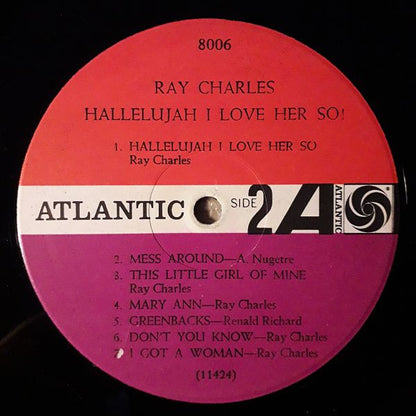 8006
RAY CHARLES
HALLELUJAH I LOVE HER SO!
1. HALLELUJAH I LOVE HER SO
Ray Charles
ATLANTIC SIDE 2 A ATLANTIC
2. MESS AROUND—A. Nugetre
3. THIS LITTLE GIRL OF MINE
Ray Charles
4. MARY ANN—Ray Charles
5. GREENBACKS—Renald Richard
6. DON'T YOU KNOW—Ray Charles
7. I GOT A WOMAN—Ray Charles
(11424)